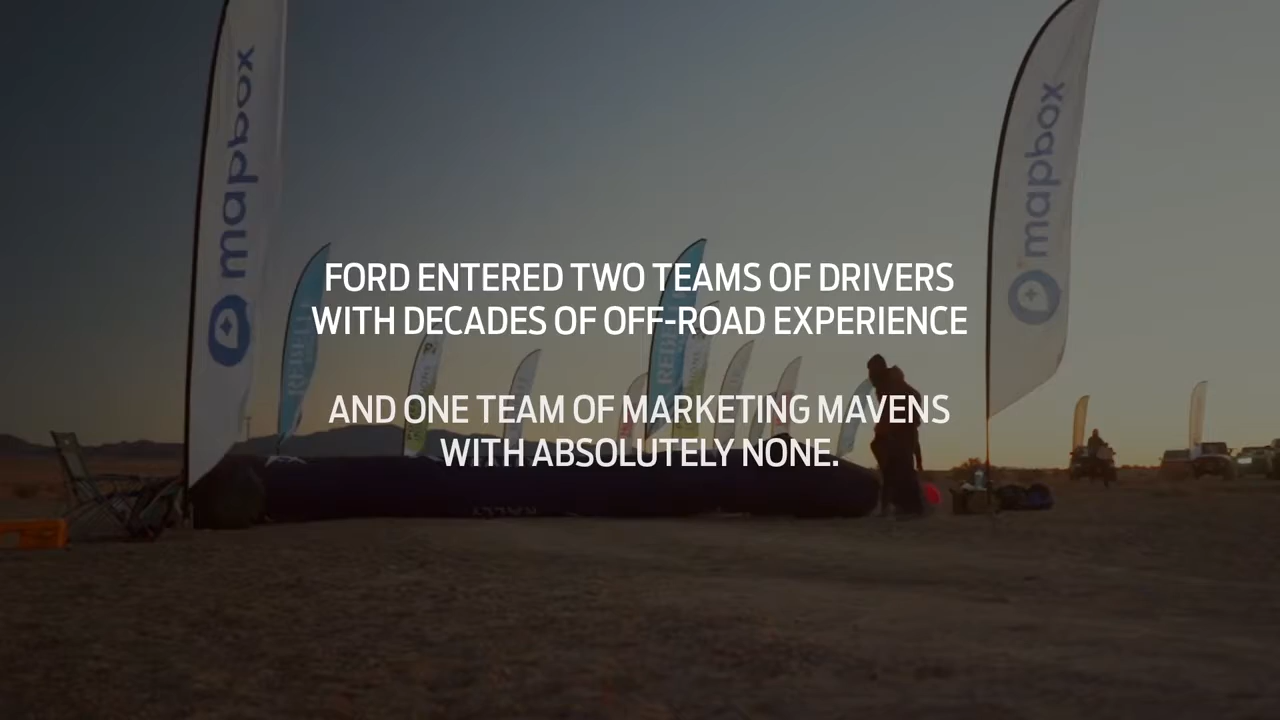 mapbox
mapbox
FORD ENTERED TWO TEAMS OF DRIVERS
WITH DECADES OF OFF-ROAD EXPERIENCE
AND ONE TEAM OF MARKETING MAVENS
WITH ABSOLUTELY NONE.